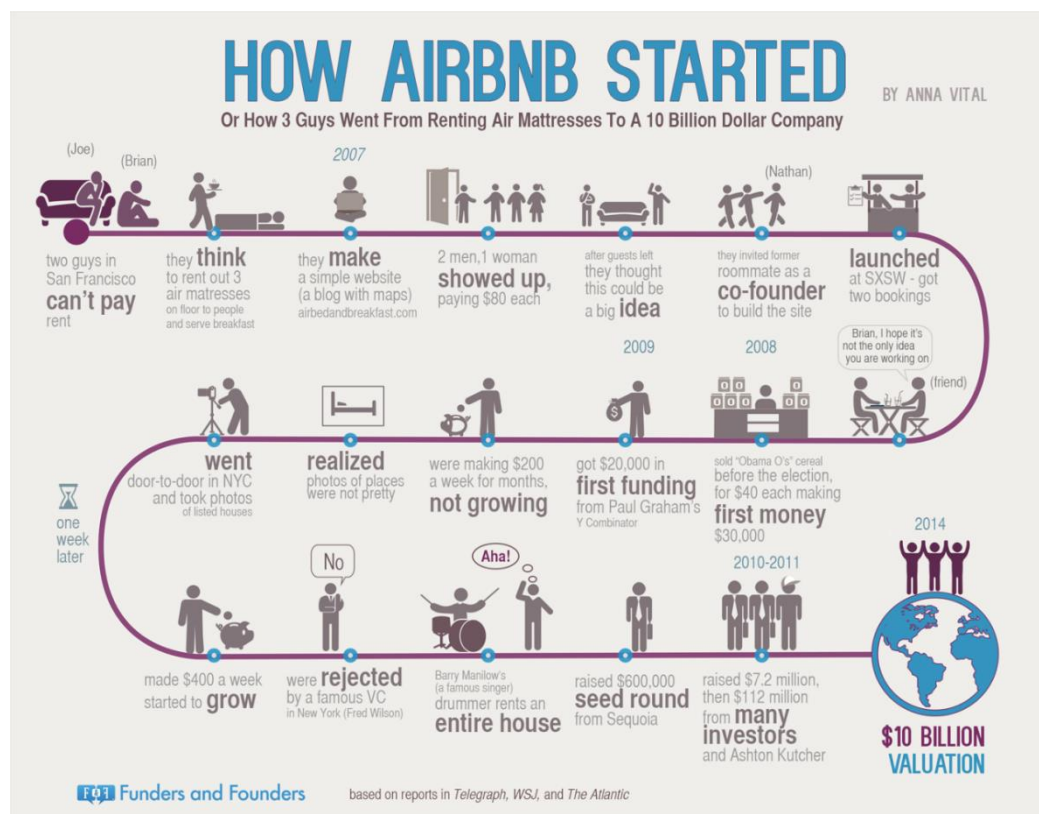 HOW AIRBNB STARTED
BY ANNA VITAL
Or How 3 Guys Went From Renting Air Mattresses To A 10 Billion Dollar Company
(Joe)
(Brian)
two guys in
San Francisco
can't pay
rent
they think
to rent out 3
air matresses
on floor to people
and serve breakfast
2007
they make
a simple website
(a blog with maps)
airbedandbreakfast.com
2 men,1 woman
showed up,
paying $80 each
after guests left
they thought
this could be
a big idea
(Nathan)
they invited former
roommate as a
co-founder
to build the site
launched
at SXSW - got
two bookings
Brian, I hope it's
not the only idea
you are working on
(friend)
2008
sold "Obama O's" cereal
before the election,
for $40 each making
first money
$30,000
2009
got $20,000 in
first funding
from Paul Graham's
Y Combinator
were making $200
a week for months,
not growing
realized
photos of places
were not pretty
went
door-to-door in NYC
and took photos
of listed houses
one
week
later
made $400 a week
started to grow
No
were rejected
by a famous VC
in New York (Fred Wilson)
Aha!
Barry Manilow's
(a famous singer)
drummer rents an
entire house
raised $600,000
seed round
from Sequoia
2010-2011
raised $7.2 million,
then $112 million
from many
investors
and Ashton Kutcher
2014
$10 BILLION
VALUATION
Funders and Founders
based on reports in Telegraph, WSJ, and The Atlantic